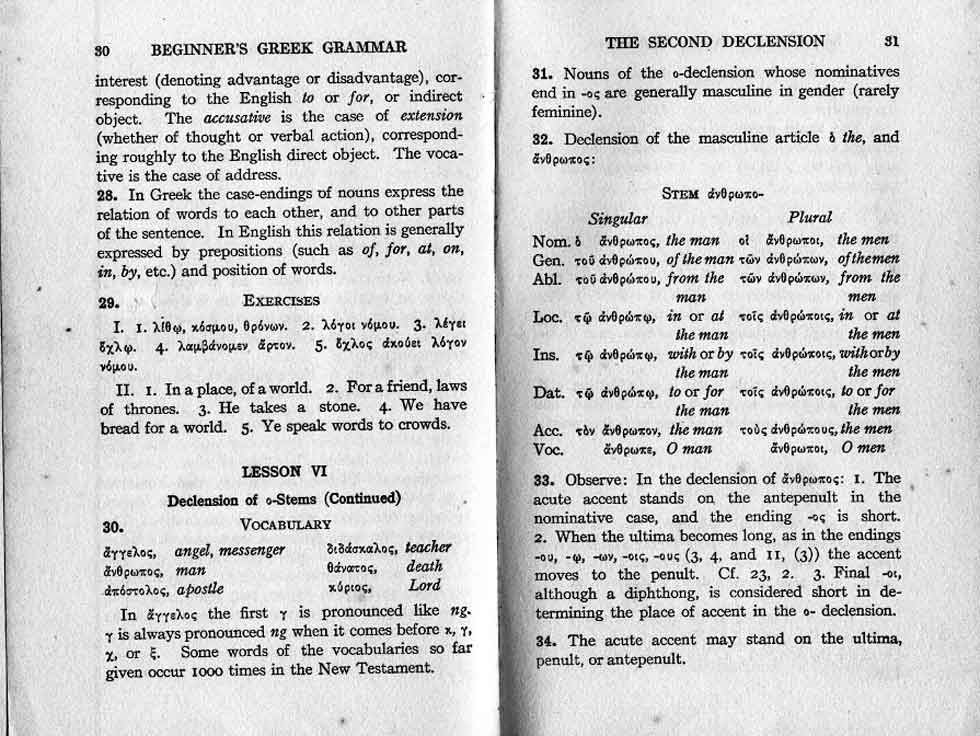 30 BEGINNER'S GREEK GRAMMAR
interest (denoting advantage or disadvantage), cor-
responding to the English to or for, or indirect
object. The accusative is the case of extension
(whether of thought or verbal action), correspond-
ing roughly to the English direct object. The voca-
tive is the case of address.
28. In Greek the case-endings of nouns express the
relation of words to each other, and to other parts
of the sentence. In English this relation is generally
expressed by prepositions (such as of, for, at, on,
in, by, etc.) and position of words.
29. EXERCISES
I. 1. λίθῳ, κόσμου, θρόνων. 2. λόγοι νόμου. 3. λέγει
ὄχλῳ. 4. λαμβάνομεν ἄρτον. 5. ὄχλος ἀκούει λόγον
νόμου.
II. 1. In a place, of a world. 2. For a friend, laws
of thrones. 3. He takes a stone. 4. We have
bread for a world. 5. Ye speak words to crowds.
LESSON VI
Declension of ο-Stems (Continued)
30. VOCABULARY
ἄγγελος, angel, messenger διδάσκαλος, teacher
ἄνθρωπος, man θάνατος, death
ἀπόστολος, apostle κύριος, Lord
In ἄγγελος the first γ is pronounced like ng.
γ is always pronounced ng when it comes before κ, γ,
χ, or ξ. Some words of the vocabularies so far
given occur 1000 times in the New Testament.
THE SECOND DECLENSION 31
31. Nouns of the ο-declension whose nominatives
end in -ος are generally masculine in gender (rarely
feminine).
32. Declension of the masculine article ὁ the, and
ἄνθρωπος:
STEM ἀνθρωπο-
Singular Plural
Nom. ὁ ἄνθρωπος, the man οἱ ἄνθρωποι, the men
Gen. τοῦ ἀνθρώπου, of the man τῶν ἀνθρώπων, of the men
Abl. τοῦ ἀνθρώπου, from the τῶν ἀνθρώπων, from the
man men
Loc. τῷ ἀνθρώπῳ, in or at τοῖς ἀνθρώποις, in or at
the man the men
Ins. τῷ ἀνθρώπῳ, with or by τοῖς ἀνθρώποις, with or by
the man the men
Dat. τῷ ἀνθρώπῳ, to or for τοῖς ἀνθρώποις, to or for
the man the men
Acc. τὸν ἄνθρωπον, the man τοὺς ἀνθρώπους, the men
Voc. ἄνθρωπε, O man ἄνθρωποι, O men
33. Observe: In the declension of ἄνθρωπος: 1. The
acute accent stands on the antepenult in the
nominative case, and the ending -ος is short.
2. When the ultima becomes long, as in the endings
-ου, -ῳ, -ων, -οις, -ους (3, 4, and 11, (3)) the accent
moves to the penult. Cf. 23, 2. 3. Final -οι,
although a diphthong, is considered short in de-
termining the place of accent in the ο- declension.
34. The acute accent may stand on the ultima,
penult, or antepenult.